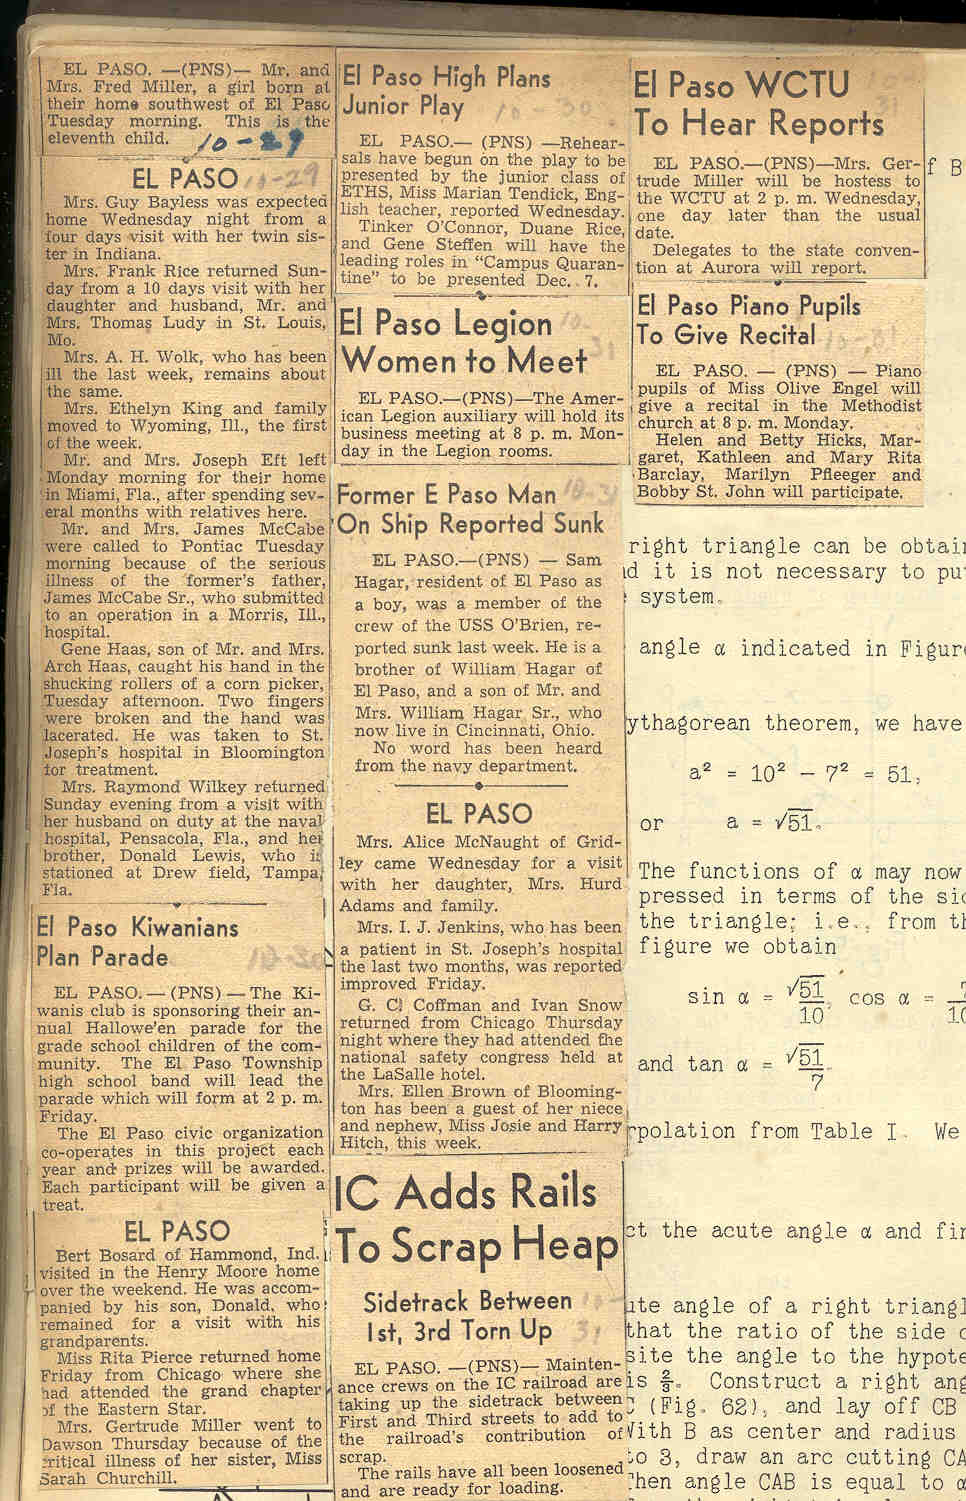 EL PASO. —(PNS)— Mr. and
Mrs. Fred Miller, a girl born at
their home southwest of El Paso
Tuesday morning. This is the
eleventh child.
10-29
EL PASO
10-29
Mrs. Guy Bayless was expected
home Wednesday night from a
four days visit with her twin sis-
ter in Indiana.
Mrs. Frank Rice returned Sun-
day from a 10 days visit with her
daughter and husband, Mr. and
Mrs. Thomas Ludy in St. Louis,
Mo.
Mrs. A. H. Wolk, who has been
ill the last week, remains about
the same.
Mrs. Ethelyn King and family
moved to Wyoming, Ill., the first
of the week.
Mr. and Mrs. Joseph Eft left
Monday morning for their home
in Miami, Fla., after spending sev-
eral months with relatives here.
Mr. and Mrs. James McCabe
were called to Pontiac Tuesday
morning because of the serious
illness of the former's father,
James McCabe Sr., who submitted
to an operation in a Morris, Ill.,
hospital.
Gene Haas, son of Mr. and Mrs.
Arch Haas, caught his hand in the
shucking rollers of a corn picker,
Tuesday afternoon. Two fingers
were broken and the hand was
lacerated. He was taken to St.
Joseph's hospital in Bloomington
for treatment.
Mrs. Raymond Wilkey returned
Sunday evening from a visit with
her husband on duty at the naval
hospital, Pensacola, Fla., and her
brother, Donald Lewis, who is
stationed at Drew field, Tampa,
Fla.
El Paso Kiwanians
Plan Parade
10-30
EL PASO. — (PNS) — The Ki-
wanis club is sponsoring their an-
nual Hallowe'en parade for the
grade school children of the com-
munity. The El Paso Township
high school band will lead the
parade which will form at 2 p. m.
Friday.
The El Paso civic organization
co-operates in this project each
year and prizes will be awarded.
Each participant will be given a
treat.
EL PASO
Bert Bosard of Hammond, Ind.
visited in the Henry Moore home
over the weekend. He was accom-
panied by his son, Donald, who
remained for a visit with his
grandparents.
Miss Rita Pierce returned home
Friday from Chicago where she
had attended the grand chapter
of the Eastern Star.
Mrs. Gertrude Miller went to
Dawson Thursday because of the
critical illness of her sister, Miss
Sarah Churchill.
El Paso High Plans
Junior Play
10-30
EL PASO.— (PNS) —Rehear-
sals have begun on the play to be
presented by the junior class of
ETHS, Miss Marian Tendick, Eng-
lish teacher, reported Wednesday.
Tinker O'Connor, Duane Rice,
and Gene Steffen will have the
leading roles in "Campus Quaran-
tine" to be presented Dec. 7.
El Paso Legion
Women to Meet
10-31
EL PASO.—(PNS)—The Amer-
ican Legion auxiliary will hold its
business meeting at 8 p. m. Mon-
day in the Legion rooms.
Former E Paso Man
On Ship Reported Sunk
10-31
EL PASO.—(PNS) — Sam
Hagar, resident of El Paso as
a boy, was a member of the
crew of the USS O'Brien, re-
ported sunk last week. He is a
brother of William Hagar of
El Paso, and a son of Mr. and
Mrs. William Hagar Sr., who
now live in Cincinnati, Ohio.
No word has been heard
from the navy department.
EL PASO
Mrs. Alice McNaught of Grid-
ley came Wednesday for a visit
with her daughter, Mrs. Hurd
Adams and family.
Mrs. I. J. Jenkins, who has been
a patient in St. Joseph's hospital
the last two months, was reported
improved Friday.
G. C. Coffman and Ivan Snow
returned from Chicago Thursday
night where they had attended the
national safety congress held at
the LaSalle hotel.
Mrs. Ellen Brown of Blooming-
ton has been a guest of her niece
and nephew, Miss Josie and Harry
Hitch, this week.
IC Adds Rails
To Scrap Heap
Sidetrack Between
1st, 3rd Torn Up
10-31
EL PASO. —(PNS)— Mainten-
ance crews on the IC railroad are
taking up the sidetrack between
First and Third streets to add to
the railroad's contribution of
scrap.
The rails have all been loosened
and are ready for loading.
El Paso WCTU
To Hear Reports
10-31
EL PASO.—(PNS)—Mrs. Ger-
trude Miller will be hostess to
the WCTU at 2 p. m. Wednesday,
one day later than the usual
date.
Delegates to the state conven-
tion at Aurora will report.
El Paso Piano Pupils
To Give Recital
10-31
EL PASO. — (PNS) — Piano
pupils of Miss Olive Engel will
give a recital in the Methodist
church at 8 p. m. Monday.
Helen and Betty Hicks, Mar-
garet, Kathleen and Mary Rita
Barclay, Marilyn Pfleeger and
Bobby St. John will participate.
f B
right triangle can be obtai
d it is not necessary to pu
system.
angle α indicated in Figur
ythagorean theorem, we have
a² = 10² − 7² = 51,
or a = √51.
The functions of α may now
pressed in terms of the si
the triangle; i.e., from t
figure we obtain
sin α = √51/10, cos α = 7/10
and tan α = √51/7.
rpolation from Table I. We
ct the acute angle α and fi
ute angle of a right triangl
that the ratio of the side
site the angle to the hypote
is 2/3. Construct a right ang
C (Fig. 62), and lay off CB
With B as center and radius
to 3, draw an arc cutting CA
Then angle CAB is equal to α